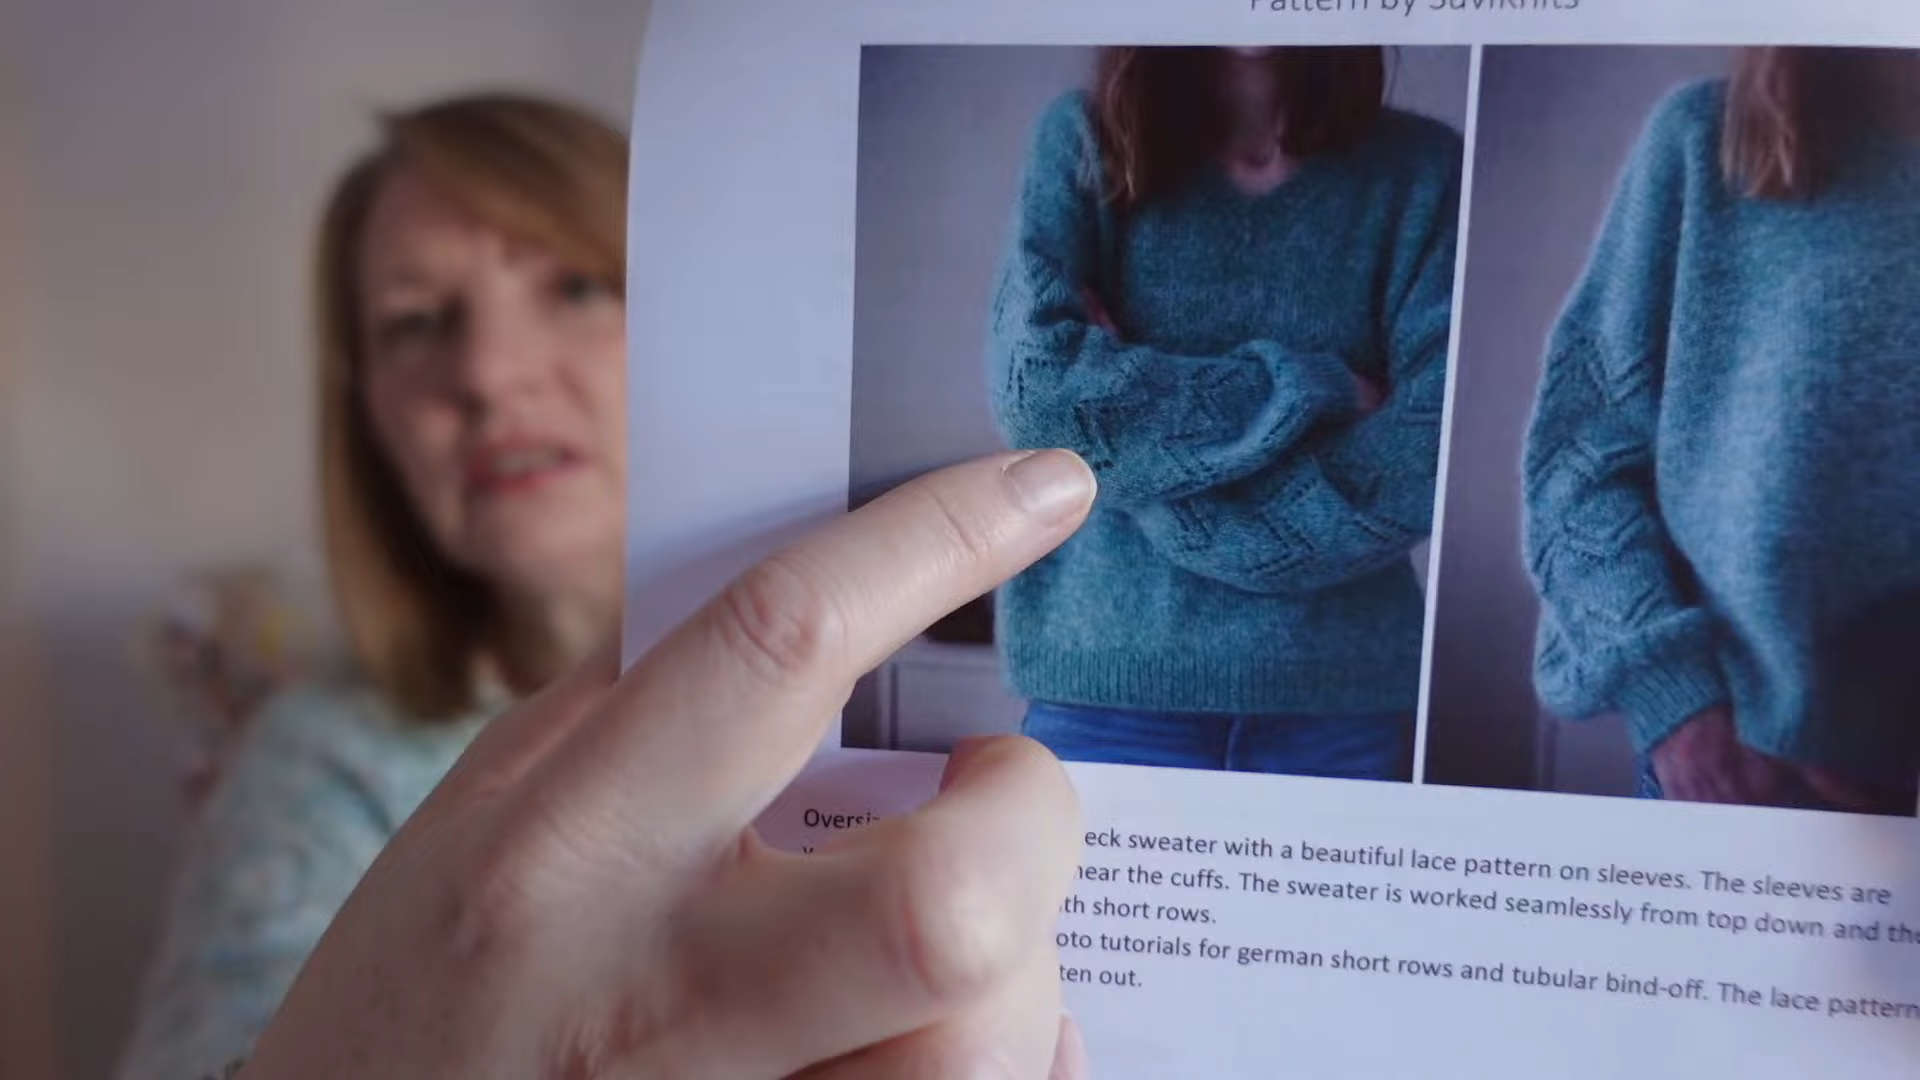 Pattern by SuviKnits
Oversi
eck sweater with a beautiful lace pattern on sleeves. The sleeves are
near the cuffs. The sweater is worked seamlessly from top down and the
th short rows.
oto tutorials for german short rows and tubular bind-off. The lace pattern
ten out.